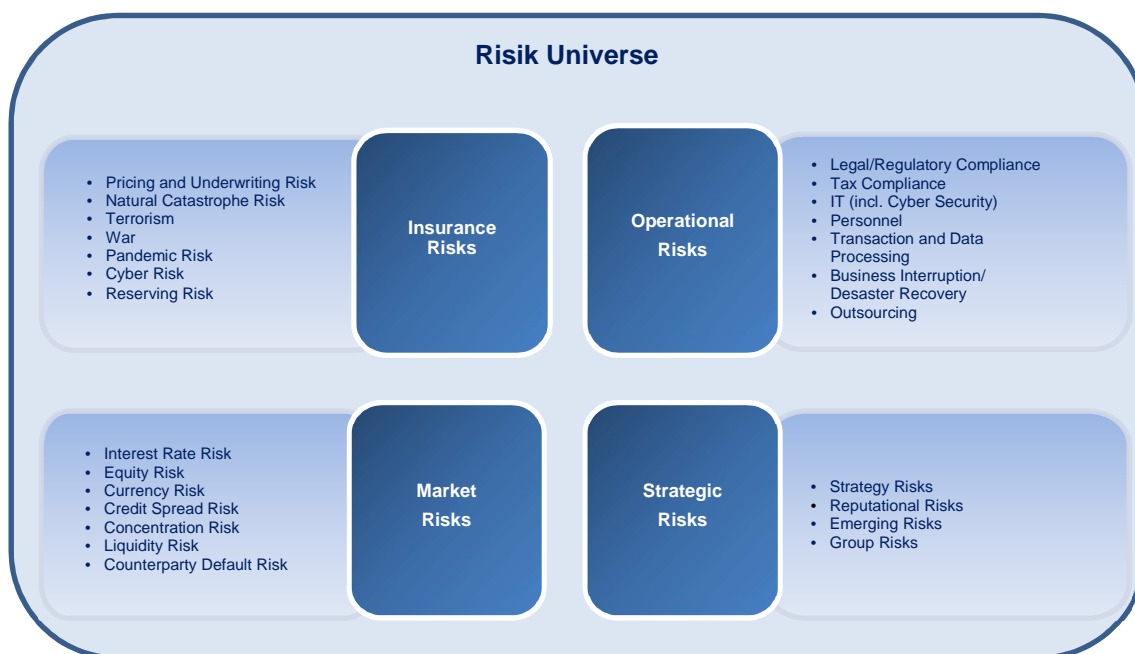 Risik Universe
• Pricing and Underwriting Risk
• Natural Catastrophe Risk
• Terrorism
• War
• Pandemic Risk
• Cyber Risk
• Reserving Risk
Insurance
Risks
Operational
Risks
• Legal/Regulatory Compliance
• Tax Compliance
• IT (incl. Cyber Security)
• Personnel
• Transaction and Data
Processing
• Business Interruption/
Desaster Recovery
• Outsourcing
• Interest Rate Risk
• Equity Risk
• Currency Risk
• Credit Spread Risk
• Concentration Risk
• Liquidity Risk
• Counterparty Default Risk
Market
Risks
Strategic
Risks
• Strategy Risks
• Reputational Risks
• Emerging Risks
• Group Risks